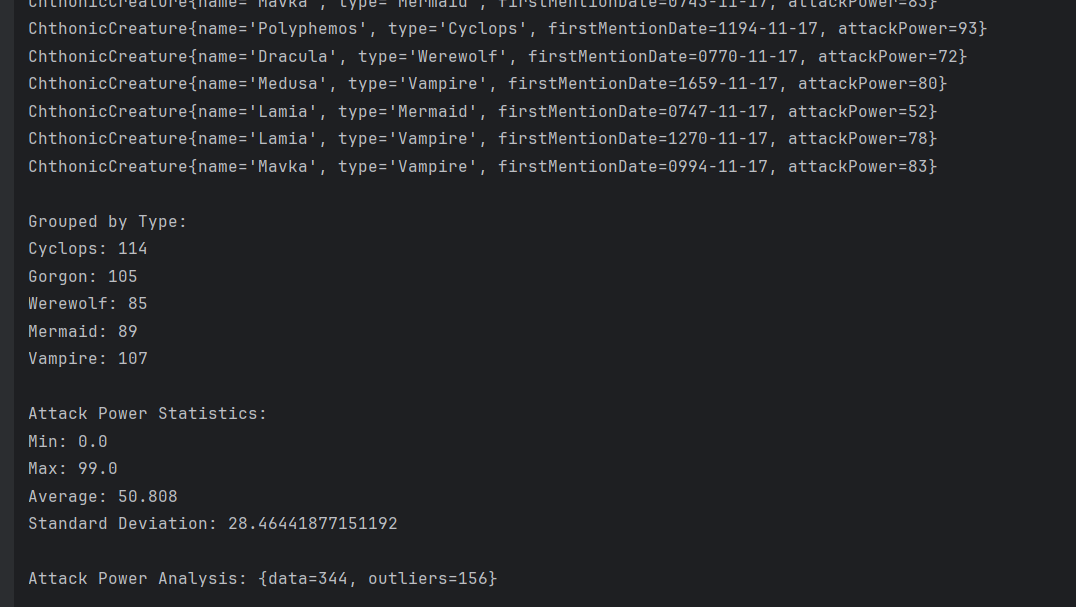 ChthonicCreature{name='Mavka', type='Mermaid', firstMentionDate=0743-11-17, attackPower=83}
ChthonicCreature{name='Polyphemos', type='Cyclops', firstMentionDate=1194-11-17, attackPower=93}
ChthonicCreature{name='Dracula', type='Werewolf', firstMentionDate=0770-11-17, attackPower=72}
ChthonicCreature{name='Medusa', type='Vampire', firstMentionDate=1659-11-17, attackPower=80}
ChthonicCreature{name='Lamia', type='Mermaid', firstMentionDate=0747-11-17, attackPower=52}
ChthonicCreature{name='Lamia', type='Vampire', firstMentionDate=1270-11-17, attackPower=78}
ChthonicCreature{name='Mavka', type='Vampire', firstMentionDate=0994-11-17, attackPower=83}
Grouped by Type:
Cyclops: 114
Gorgon: 105
Werewolf: 85
Mermaid: 89
Vampire: 107
Attack Power Statistics:
Min: 0.0
Max: 99.0
Average: 50.808
Standard Deviation: 28.46441877151192
Attack Power Analysis: {data=344, outliers=156}